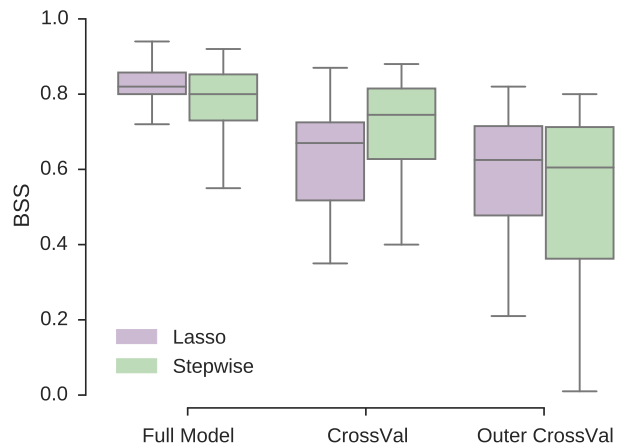 1.0
0.8
0.6
0.4
0.2
0.0
BSS
Lasso
Stepwise
Full Model
CrossVal
Outer CrossVal